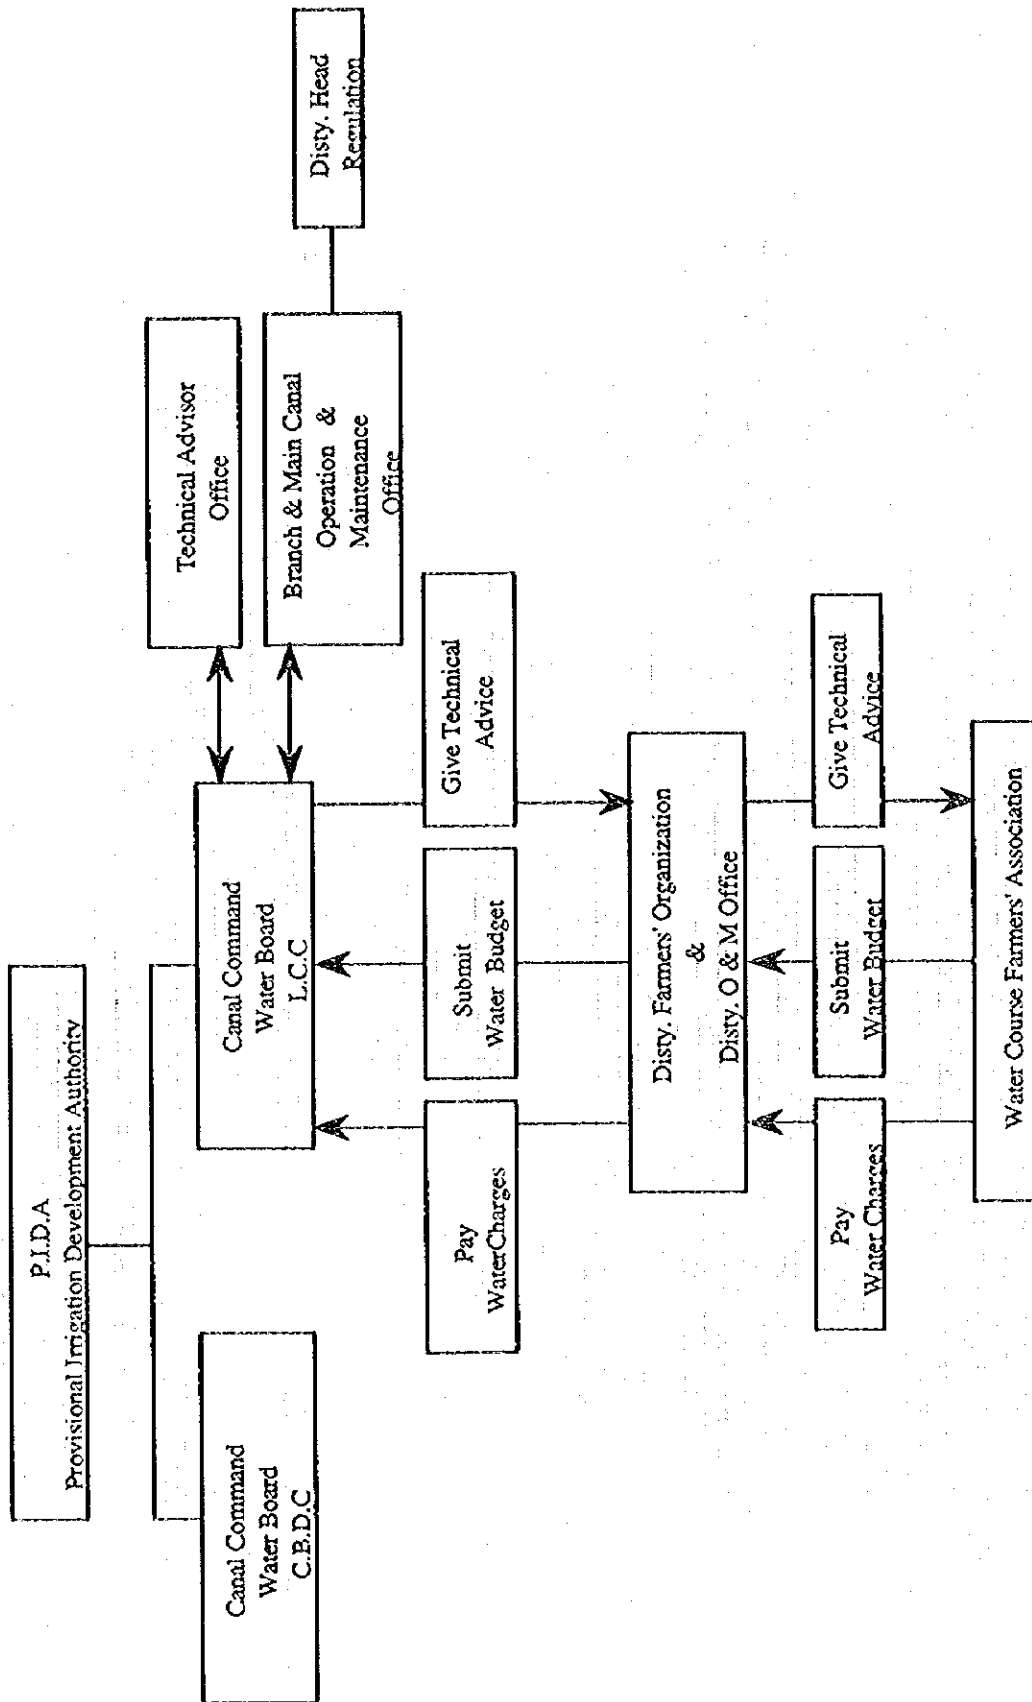 P.I.D.A
Provisional Irrigation Development Authority
Canal Command
Water Board
C.B.D.C
Canal Command
Water Board
L.C.C
Technical Advisor
Office
Branch & Main Canal
Operation &
Maintenance
Office
Disty. Head
Regulation
Pay
WaterCharges
Submit
Water Budget
Give Technical
Advice
Disty. Farmers' Organization
&
Disty. O & M Office
Pay
Water Charges
Submit
Water Budget
Give Technical
Advice
Water Course Farmers' Association